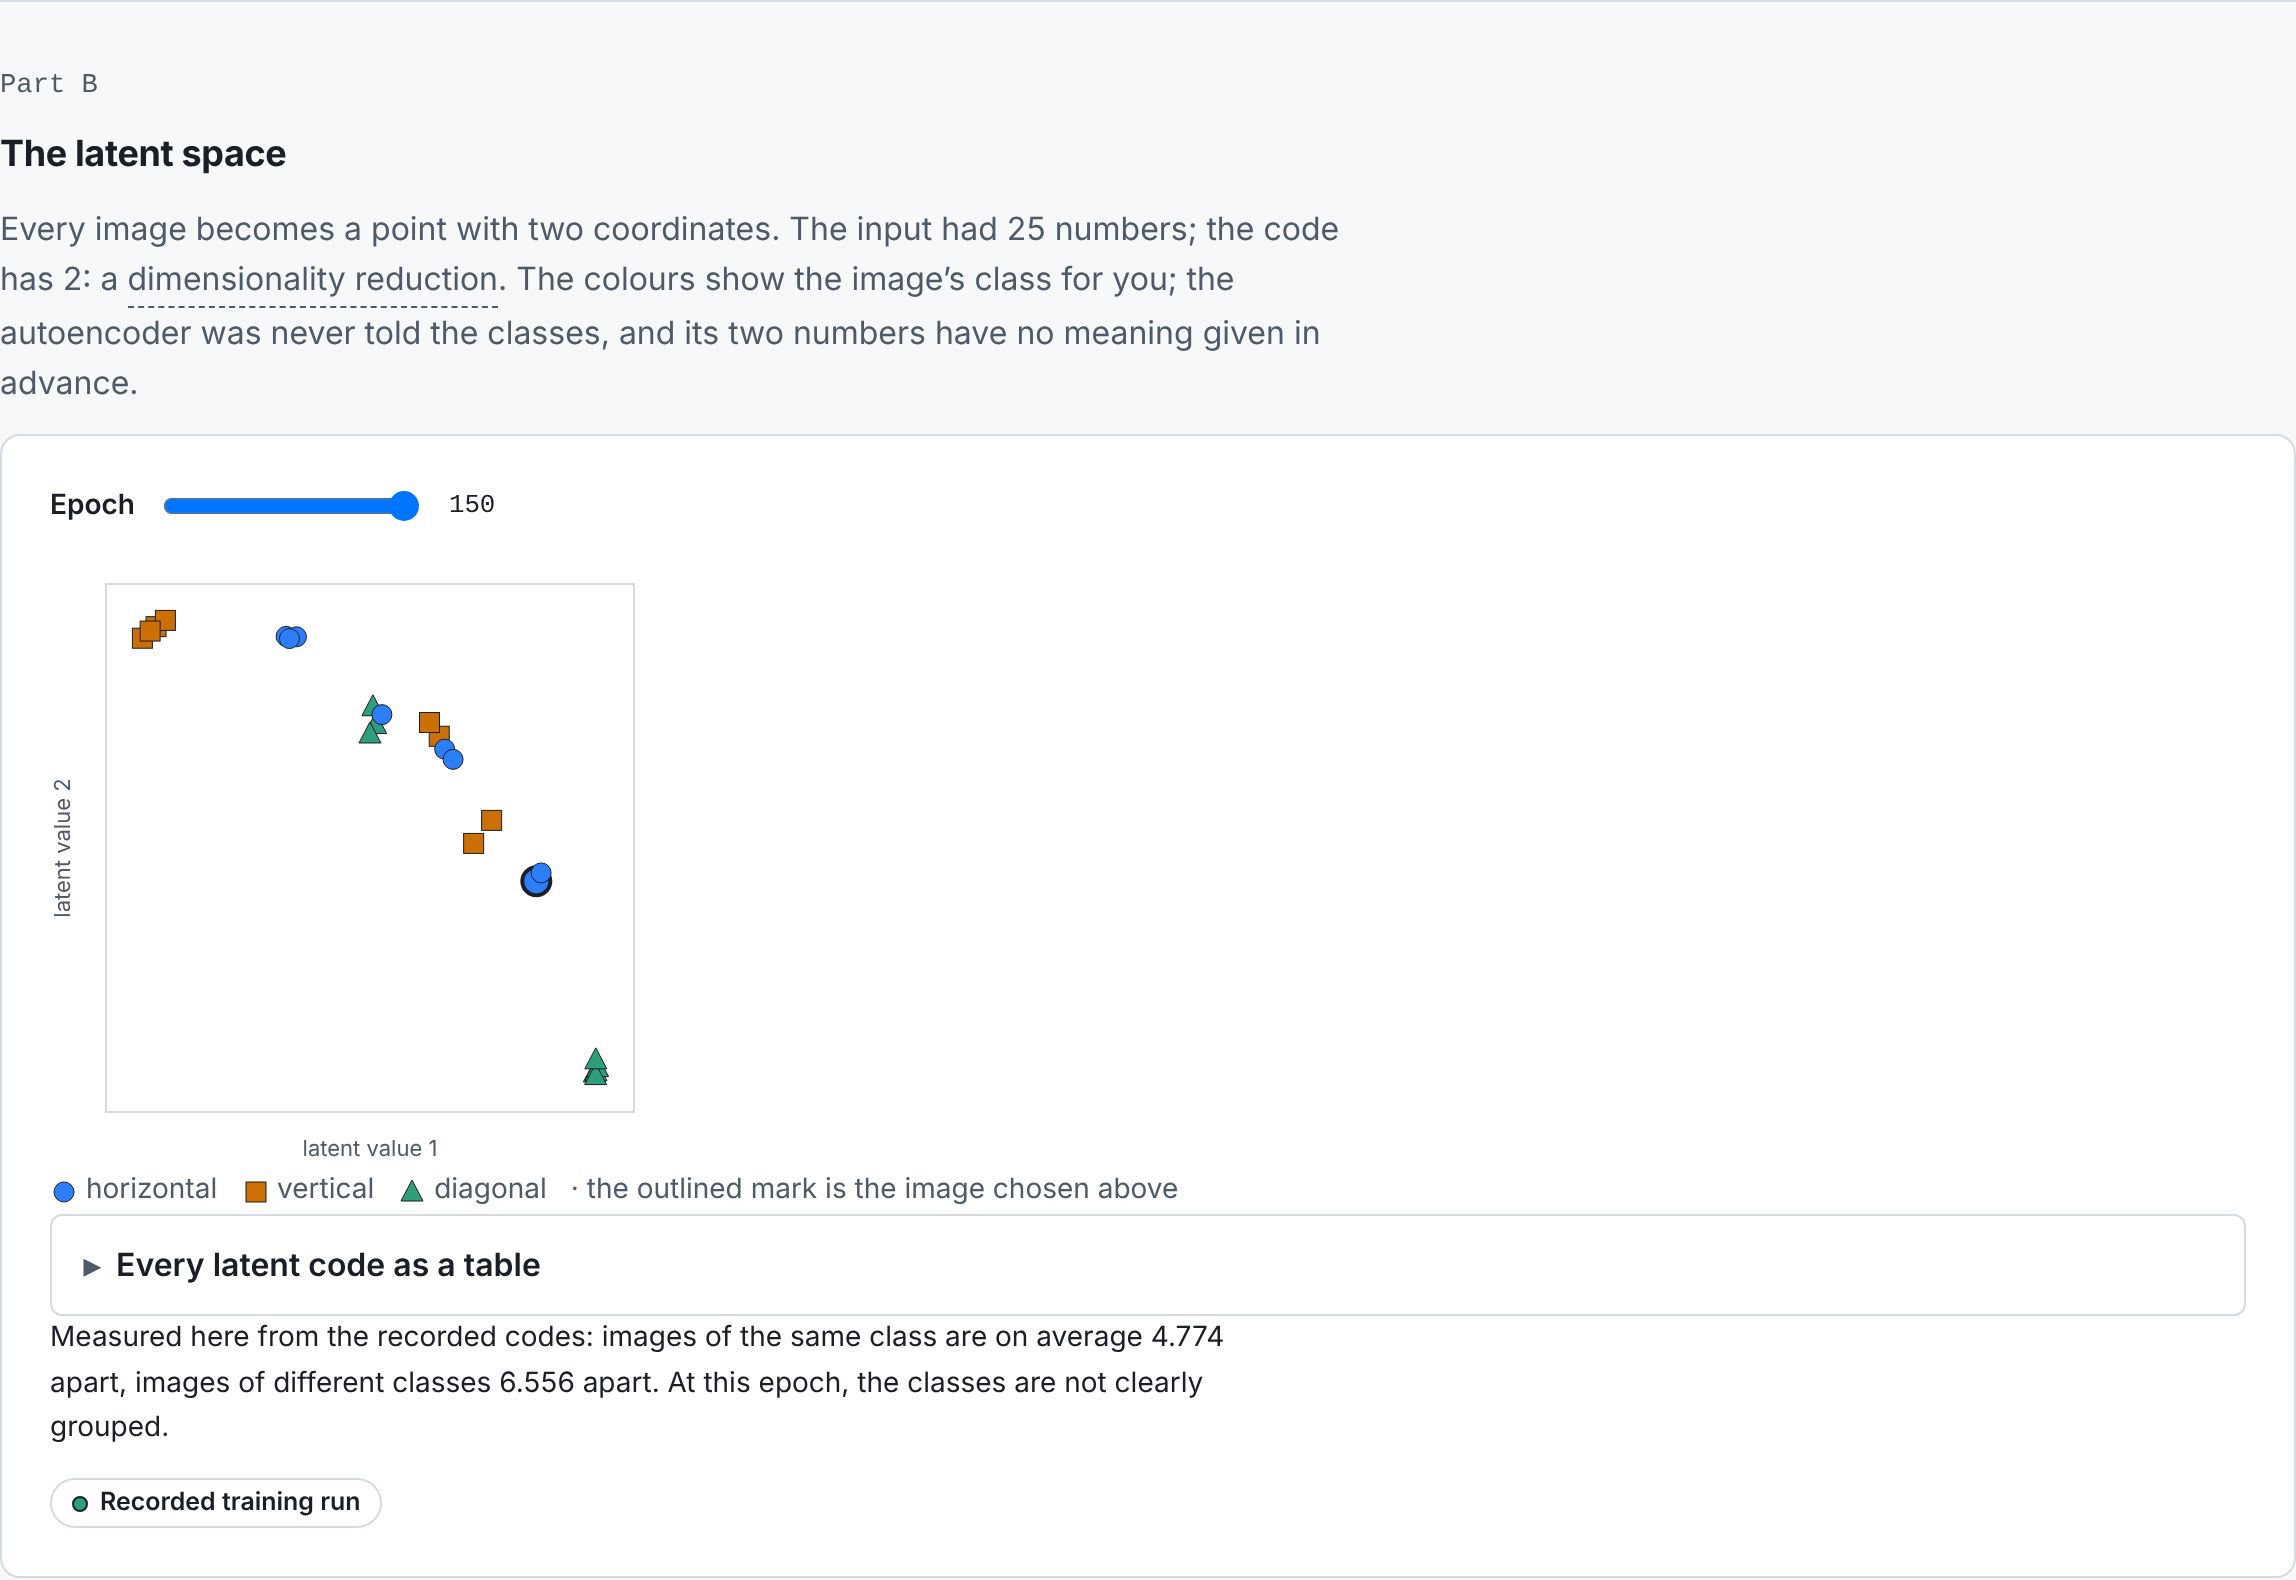 Part B
The latent space
Every image becomes a point with two coordinates. The input had 25 numbers; the code
has 2: a dimensionality reduction. The colours show the image’s class for you; the
autoencoder was never told the classes, and its two numbers have no meaning given in
advance.
Epoch 150
latent value 2
latent value 1
horizontal vertical diagonal · the outlined mark is the image chosen above
▶ Every latent code as a table
Measured here from the recorded codes: images of the same class are on average 4.774
apart, images of different classes 6.556 apart. At this epoch, the classes are not clearly
grouped.
Recorded training run